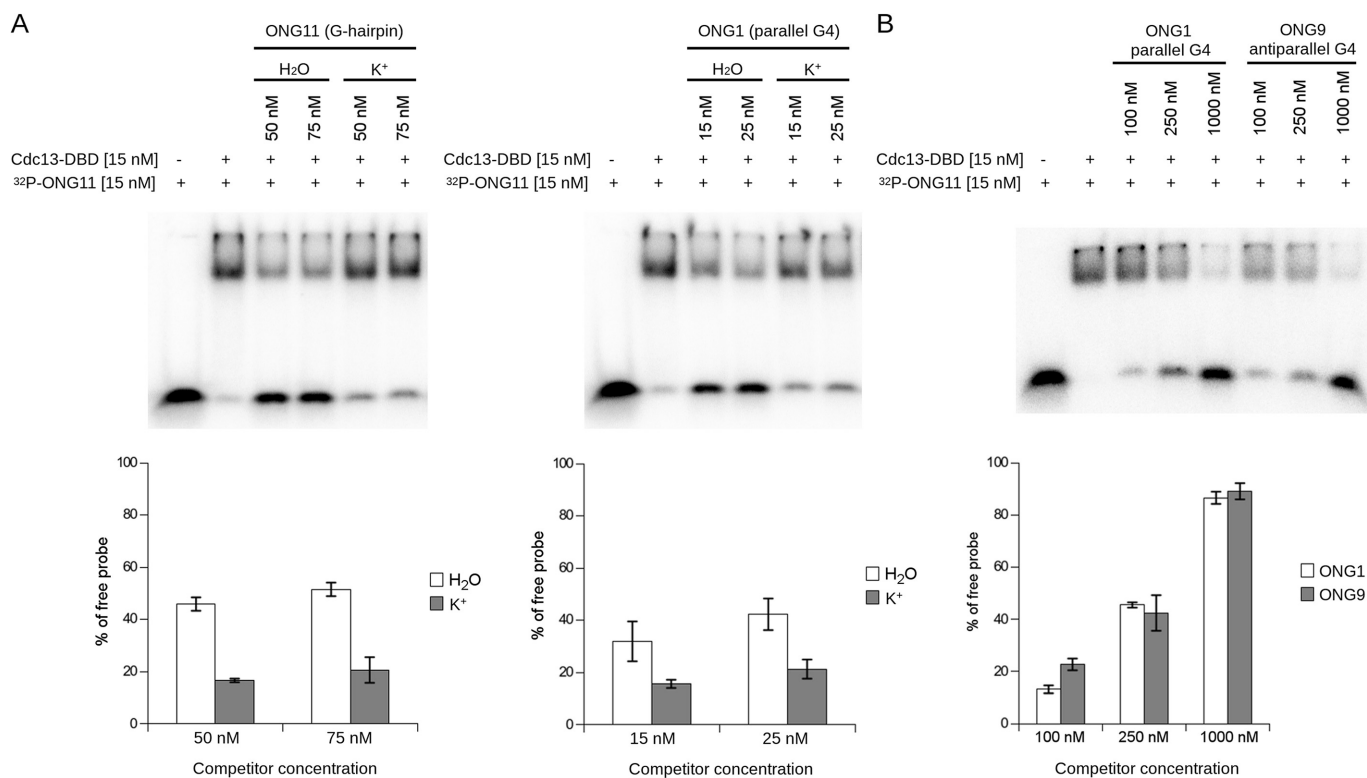 A
ONG11 (G-hairpin)
H2O K+
50 nM 75 nM 50 nM 75 nM
Cdc13-DBD [15 nM] - + + + + +
32P-ONG11 [15 nM] + + + + + +
100
80
60
40
20
0
% of free probe
50 nM 75 nM
Competitor concentration
H2O
K+
ONG1 (parallel G4)
H2O K+
15 nM 25 nM 15 nM 25 nM
Cdc13-DBD [15 nM] - + + + + +
32P-ONG11 [15 nM] + + + + + +
100
80
60
40
20
0
% of free probe
15 nM 25 nM
Competitor concentration
H2O
K+
B
ONG1
parallel G4
ONG9
antiparallel G4
100 nM 250 nM 1000 nM 100 nM 250 nM 1000 nM
Cdc13-DBD [15 nM] - + + + + + + +
32P-ONG11 [15 nM] + + + + + + + +
100
80
60
40
20
0
% of free probe
100 nM 250 nM 1000 nM
Competitor concentration
ONG1
ONG9